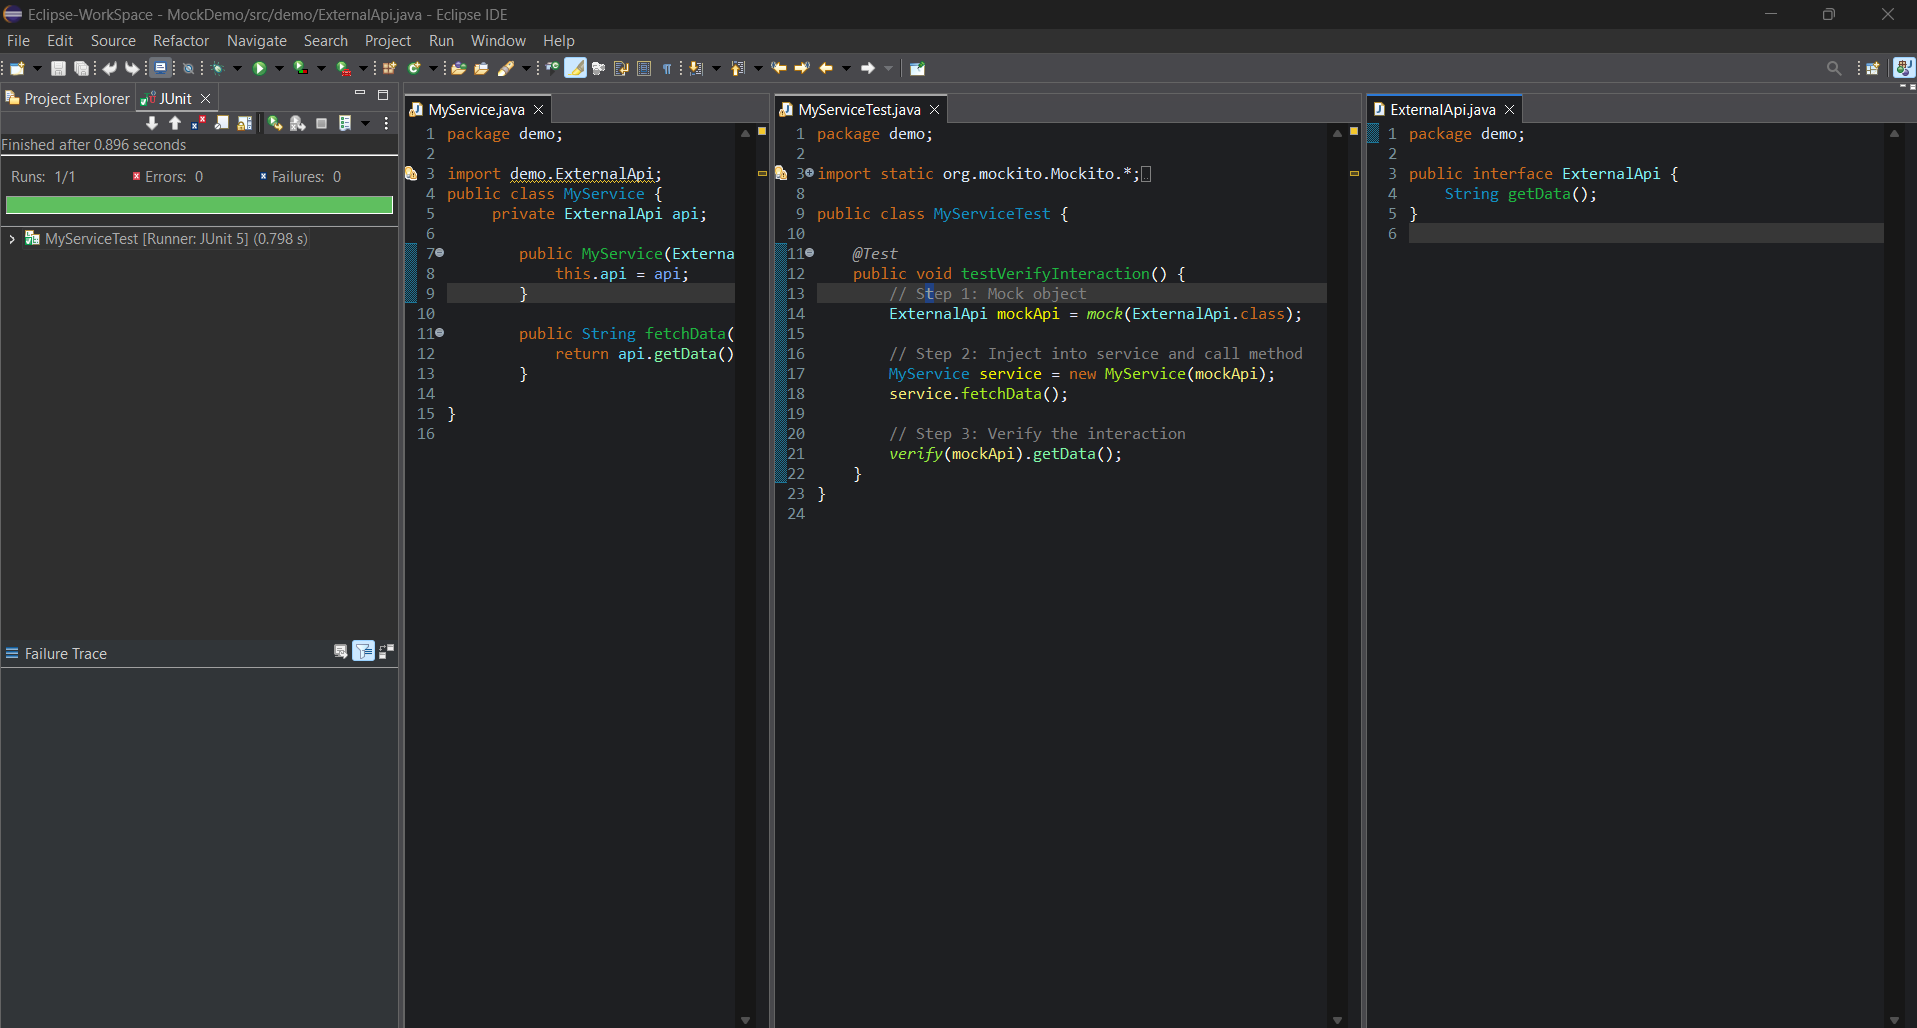 Eclipse-WorkSpace - MockDemo/src/demo/ExternalApi.java - Eclipse IDE
File Edit Source Refactor Navigate Search Project Run Window Help
Project Explorer JUnit
Finished after 0.896 seconds
Runs: 1/1 Errors: 0 Failures: 0
MyServiceTest [Runner: JUnit 5] (0.798 s)
Failure Trace
MyService.java
1 package demo;
2
3 import demo.ExternalApi;
4 public class MyService {
5 private ExternalApi api;
6
7 public MyService(Externa
8 this.api = api;
9 }
10
11 public String fetchData(
12 return api.getData()
13 }
14
15 }
16
MyServiceTest.java
1 package demo;
2
3 import static org.mockito.Mockito.*;
8
9 public class MyServiceTest {
10
11 @Test
12 public void testVerifyInteraction() {
13 // Step 1: Mock object
14 ExternalApi mockApi = mock(ExternalApi.class);
15
16 // Step 2: Inject into service and call method
17 MyService service = new MyService(mockApi);
18 service.fetchData();
19
20 // Step 3: Verify the interaction
21 verify(mockApi).getData();
22 }
23 }
24
ExternalApi.java
1 package demo;
2
3 public interface ExternalApi {
4 String getData();
5 }
6